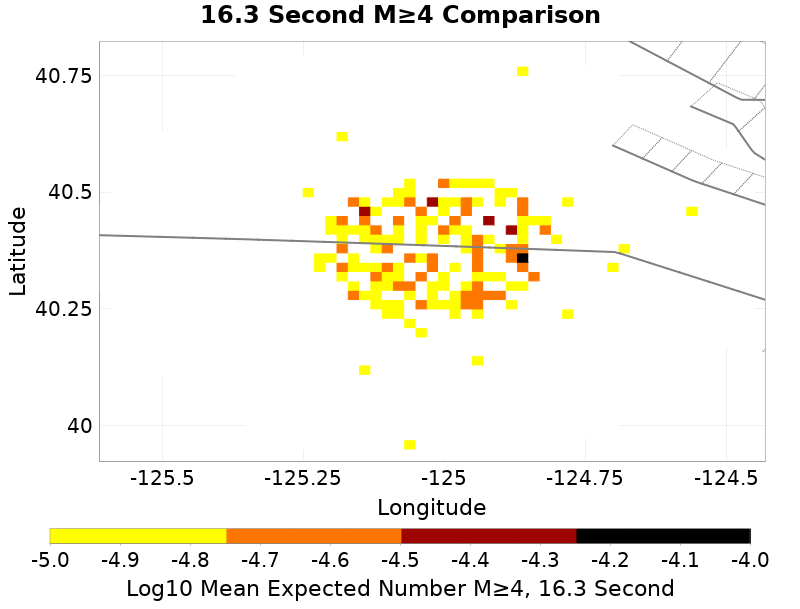 16.3 Second M≥4 Comparison
40.75
40.5
40.25
40
Latitude
-125.5 -125.25 -125 -124.75 -124.5
Longitude
-5.0 -4.9 -4.8 -4.7 -4.6 -4.5 -4.4 -4.3 -4.2 -4.1 -4.0
Log10 Mean Expected Number M≥4, 16.3 Second